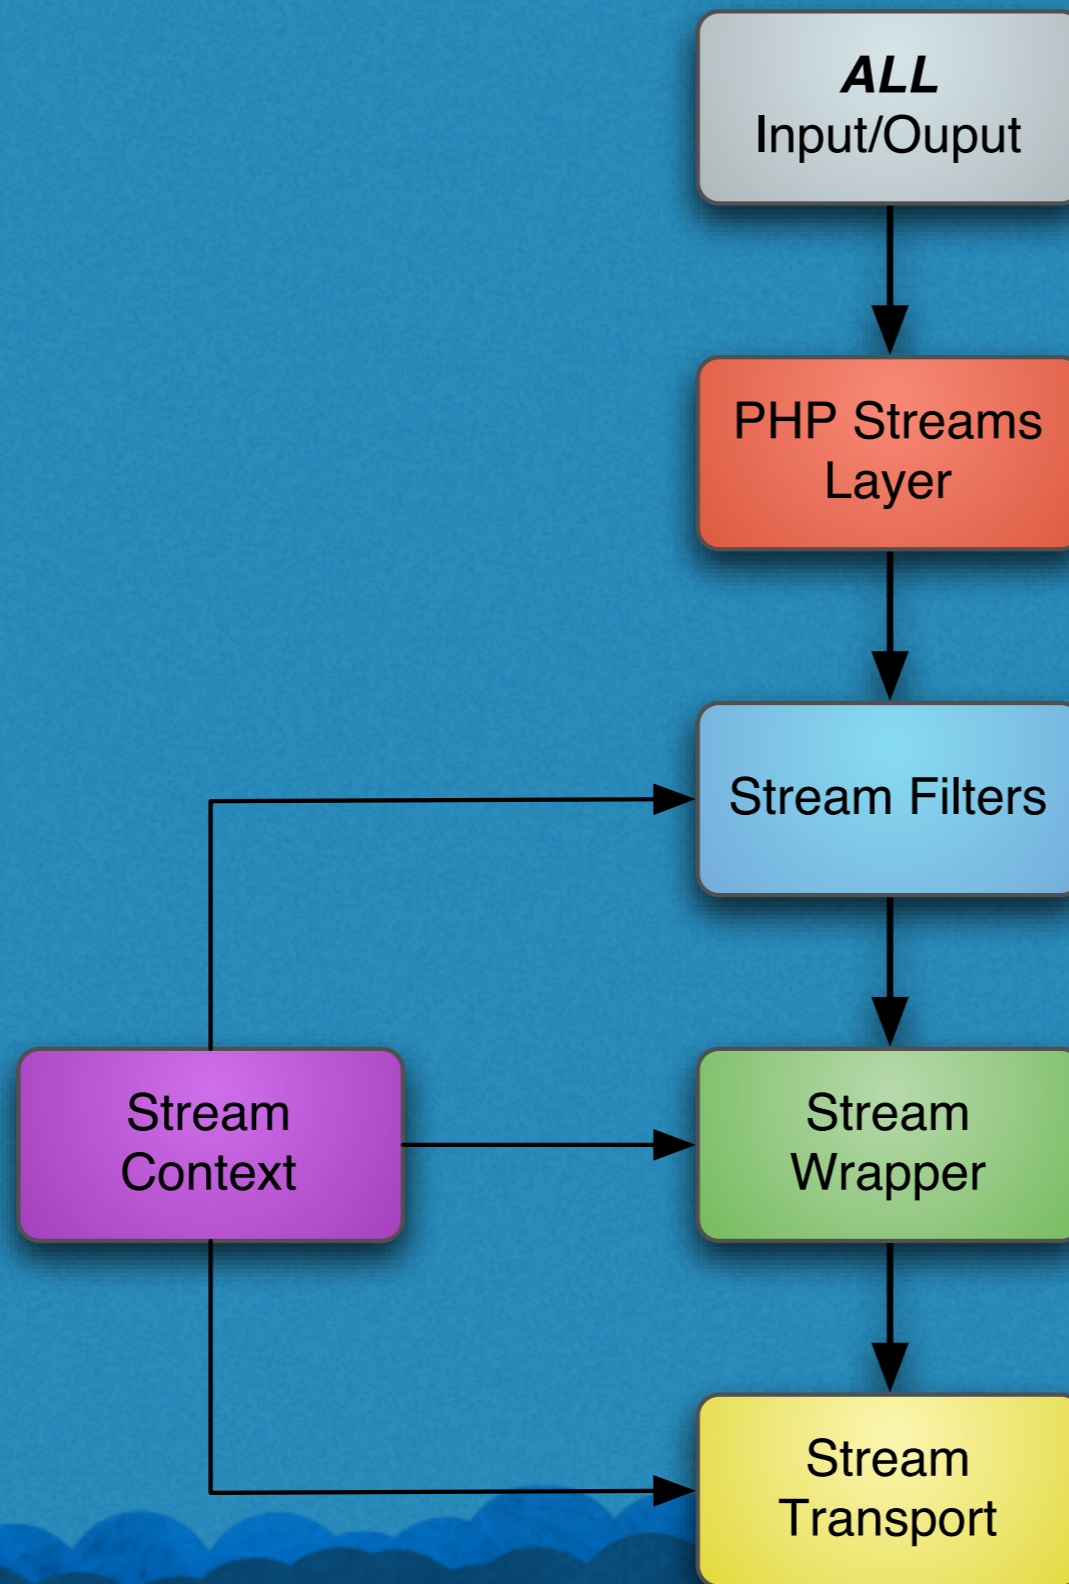 ALL
Input/Ouput
PHP Streams
Layer
Stream Filters
Stream
Context
Stream
Wrapper
Stream
Transport